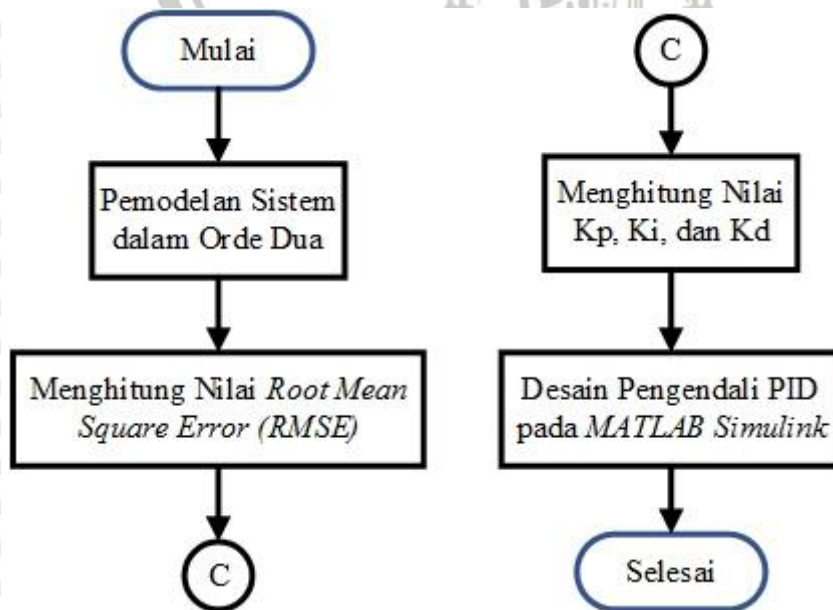 Mulai
Pemodelan Sistem
dalam Orde Dua
Menghitung Nilai Root Mean
Square Error (RMSE)
C
C
Menghitung Nilai
Kp, Ki, dan Kd
Desain Pengendali PID
pada MATLAB Simulink
Selesai